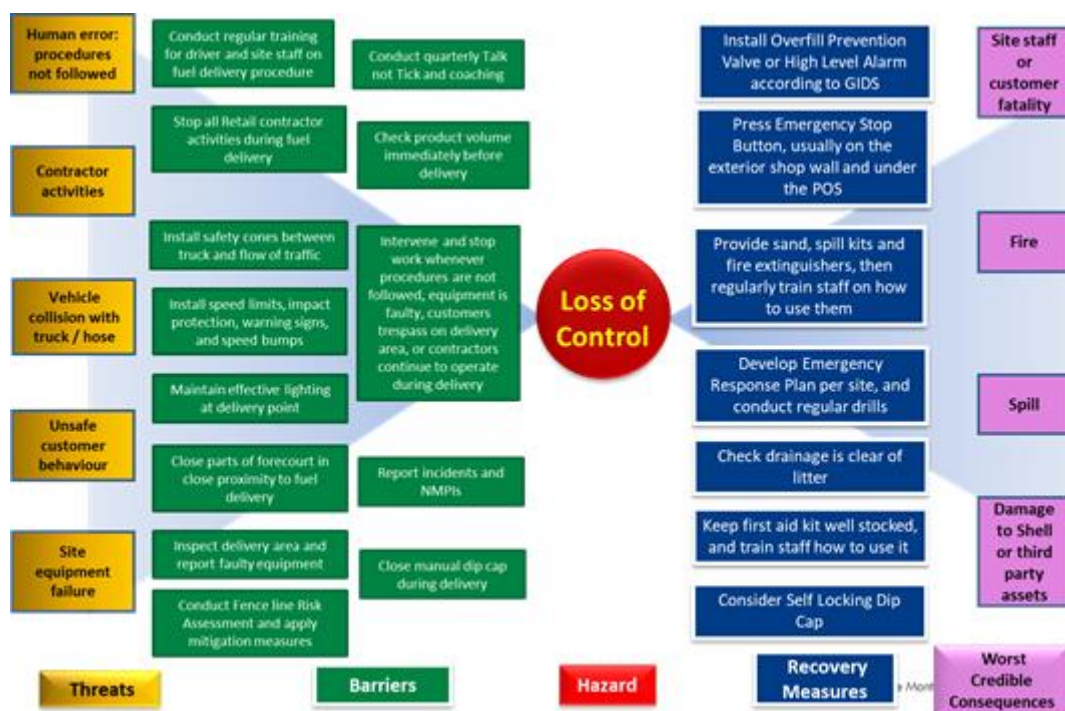 Human error:
procedures
not followed
Contractor
activities
Vehicle
collision with
truck / hose
Unsafe
customer
behaviour
Site
equipment
failure
Conduct regular training
for driver and site staff on
fuel delivery procedure
Stop all Retail contractor
activities during fuel
delivery
Install safety cones between
truck and flow of traffic
Install speed limits, impact
protection, warning signs,
and speed bumps
Maintain effective lighting
at delivery point
Close parts of forecourt in
close proximity to fuel
delivery
Inspect delivery area and
report faulty equipment
Conduct Fence line Risk
Assessment and apply
mitigation measures
Conduct quarterly Talk
not Tick and coaching
Check product volume
immediately before
delivery
Intervene and stop
work whenever
procedures are not
followed, equipment is
faulty, customers
trespass on delivery
area, or contractors
continue to operate
during delivery
Report incidents and
NMPIs
Close manual dip cap
during delivery
Loss of
Control
Install Overfill Prevention
Valve or High Level Alarm
according to GIDS
Press Emergency Stop
Button, usually on the
exterior shop wall and under
the POS
Provide sand, spill kits and
fire extinguishers, then
regularly train staff on how
to use them
Develop Emergency
Response Plan per site, and
conduct regular drills
Check drainage is clear of
litter
Keep first aid kit well stocked,
and train staff how to use it
Consider Self Locking Dip
Cap
Site staff
or
customer
fatality
Fire
Spill
Damage
to Shell
or third
party
assets
Threats
Barriers
Hazard
Recovery
Measures
e Mont
Worst
Credible
Consequences